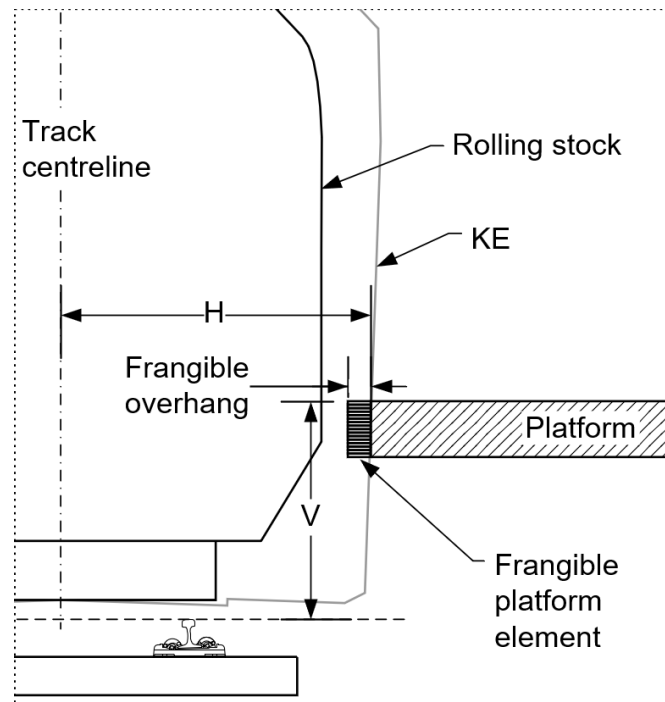 Track
centreline
Rolling stock
KE
H
Frangible
overhang
Platform
V
Frangible
platform
element